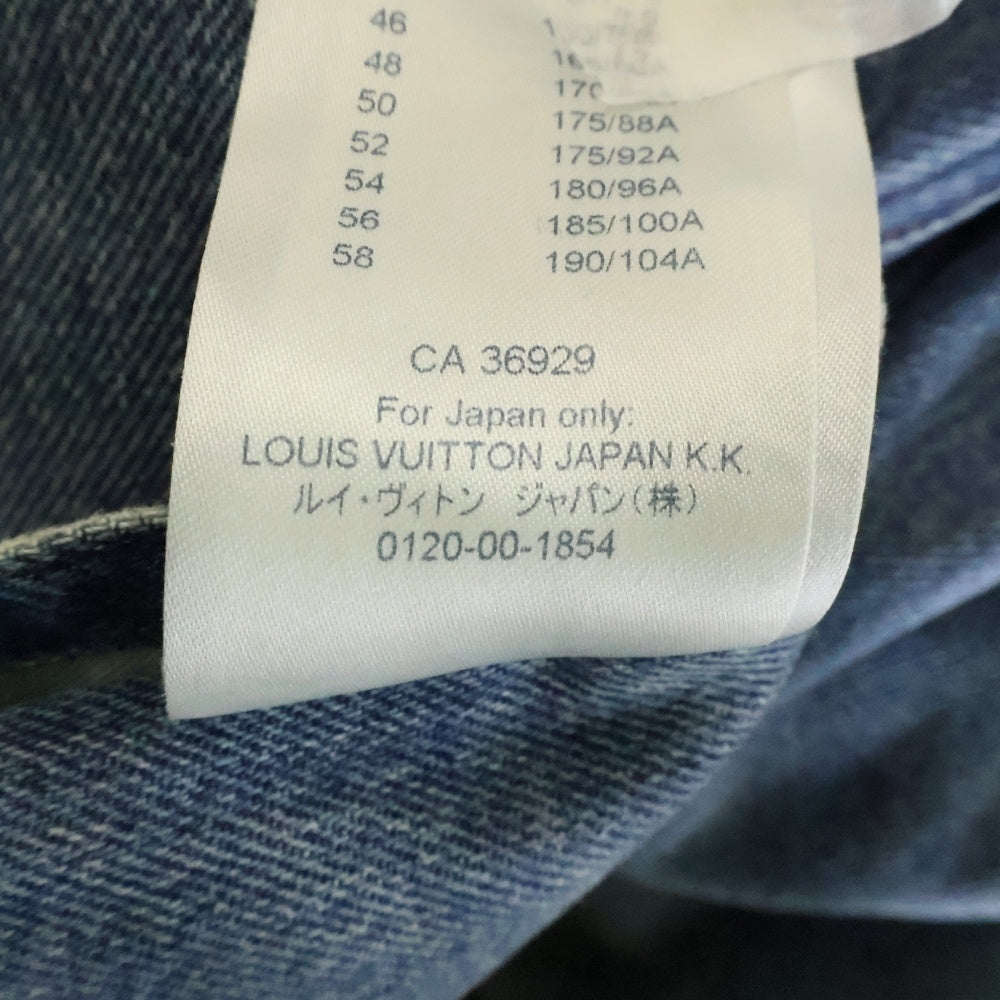 46
48
50
52 175/88A
54 175/92A
56 180/96A
58 185/100A
190/104A
CA 36929
For Japan only:
LOUIS VUITTON JAPAN K.K.
ルイ・ヴィトン ジャパン(株)
0120-00-1854